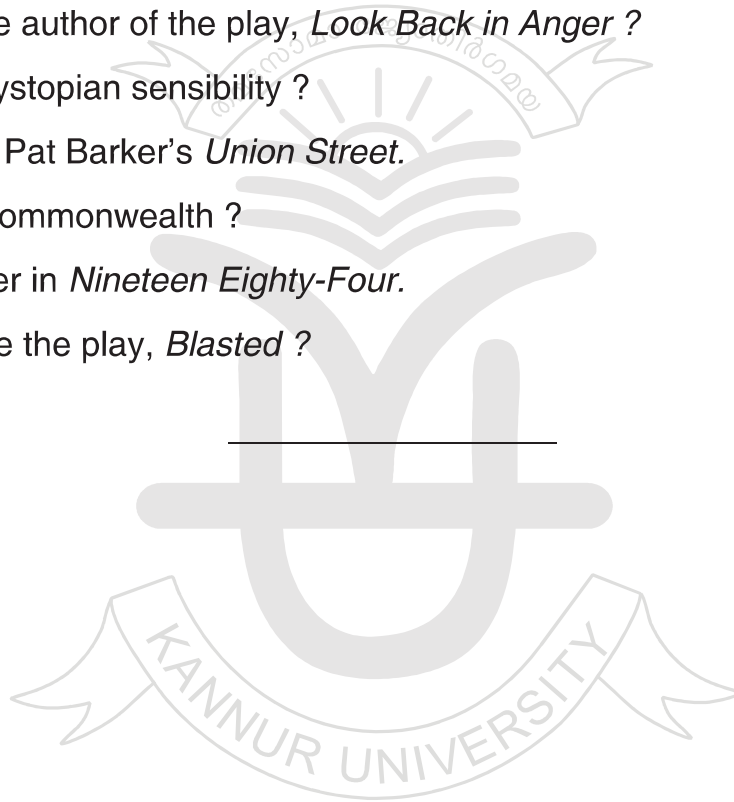 e author of the play, Look Back in Anger ?
ystopian sensibility ?
Pat Barker's Union Street.
ommonwealth ?
er in Nineteen Eighty-Four.
e the play, Blasted ?
KANNUR UNIVERSITY